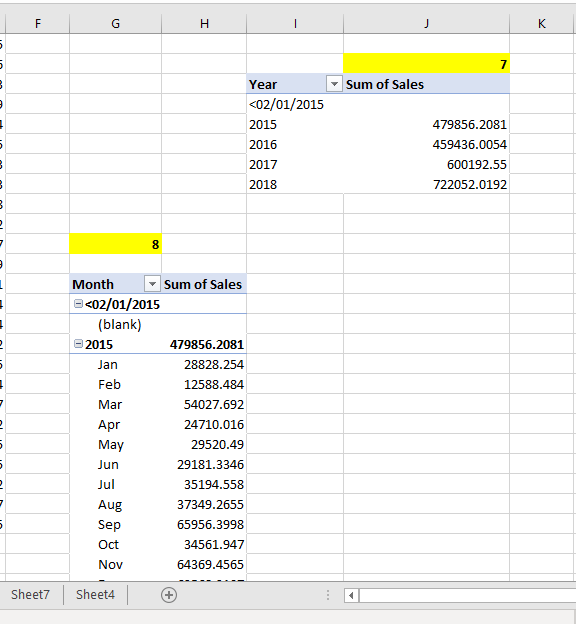 F G H I J K
7
Year Sum of Sales
<02/01/2015
2015 479856.2081
2016 459436.0054
2017 600192.55
2018 722052.0192
8
Month Sum of Sales
<02/01/2015
(blank)
2015 479856.2081
Jan 28828.254
Feb 12588.484
Mar 54027.692
Apr 24710.016
May 29520.49
Jun 29181.3346
Jul 35194.558
Aug 37349.2655
Sep 65956.3998
Oct 34561.947
Nov 64369.4565
Sheet7 Sheet4